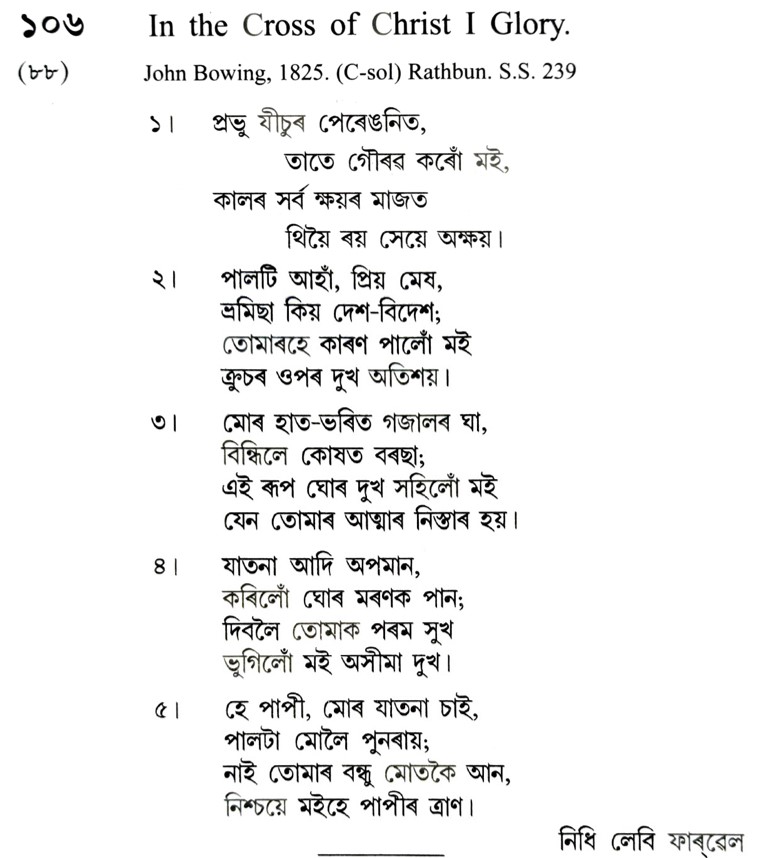 ১০৬ In the Cross of Christ I Glory.
(৮৮) John Bowing, 1825. (C-sol) Rathbun. S.S. 239
১। প্ৰভু যীচুৰ পেৰেঙনিত,
তাতে গৌৰৱ কৰোঁ মই,
কালৰ সৰ্ব ক্ষয়ৰ মাজত
থিয়ৈ ৰয় সেয়ে অক্ষয়।
২। পালটি আহাঁ, প্ৰিয় মেষ,
ভ্ৰমিছা কিয় দেশ-বিদেশ;
তোমাৰহে কাৰণ পালোঁ মই
ক্ৰুচৰ ওপৰ দুখ অতিশয়।
৩। মোৰ হাত-ভৰিত গজালৰ ঘা,
বিন্ধিলে কোষত বৰছা;
এই ৰূপ ঘোৰ দুখ সহিলোঁ মই
যেন তোমাৰ আত্মাৰ নিস্তাৰ হয়।
৪। যাতনা আদি অপমান,
কৰিলোঁ ঘোৰ মৰণক পান;
দিবলৈ তোমাক পৰম সুখ
ভুগিলোঁ মই অসীমা দুখ।
৫। হে পাপী, মোৰ যাতনা চাই,
পালটা মোলৈ পুনৰায়;
নাই তোমাৰ বন্ধু মোতকৈ আন,
নিশ্চয়ে মইহে পাপীৰ ত্ৰাণ।
নিধি লেবি ফাৰ্ৱেল